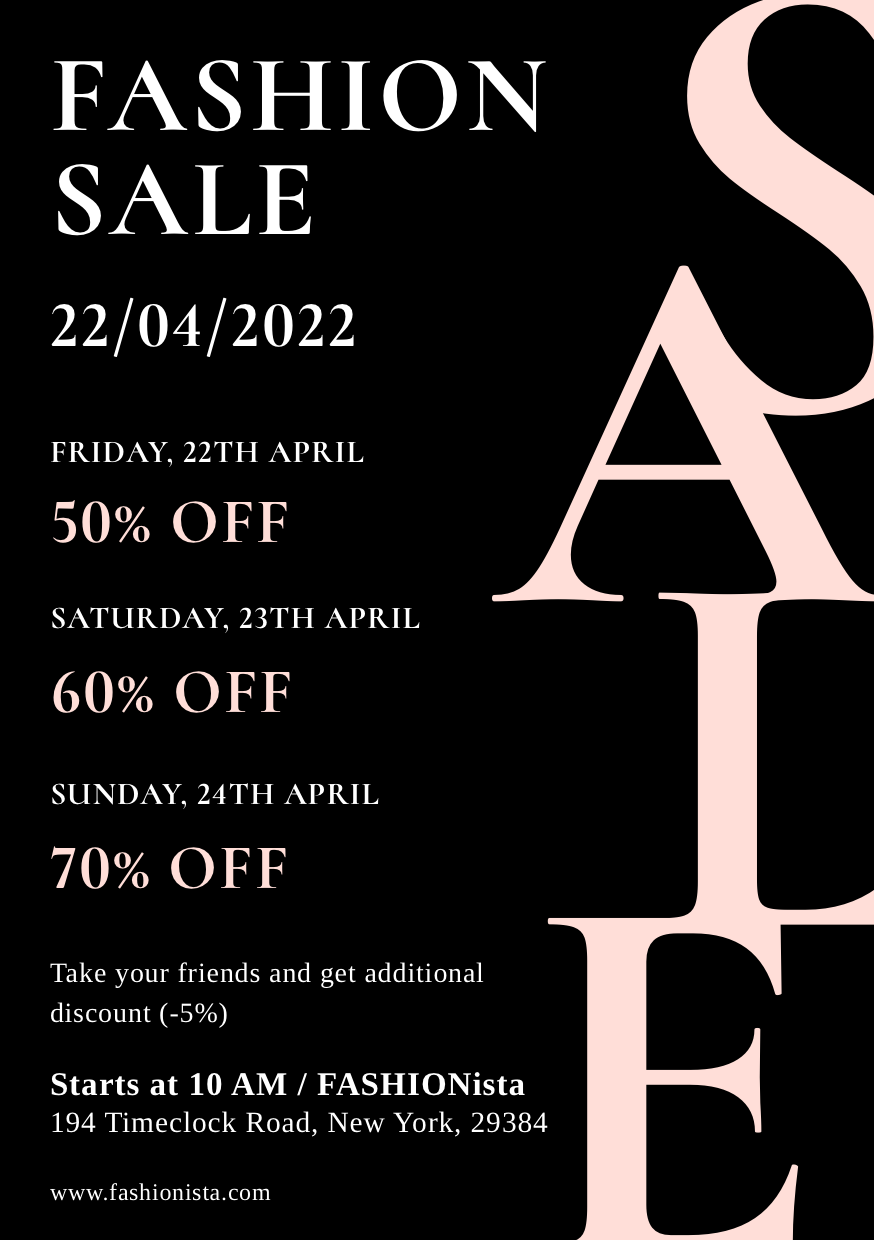 FASHION
SALE
22/04/2022
FRIDAY, 22TH APRIL
50% OFF
SATURDAY, 23TH APRIL
60% OFF
SUNDAY, 24TH APRIL
70% OFF
Take your friends and get additional
discount (-5%)
Starts at 10 AM / FASHIONista
194 Timeclock Road, New York, 29384
www.fashionista.com
S
A
L
E